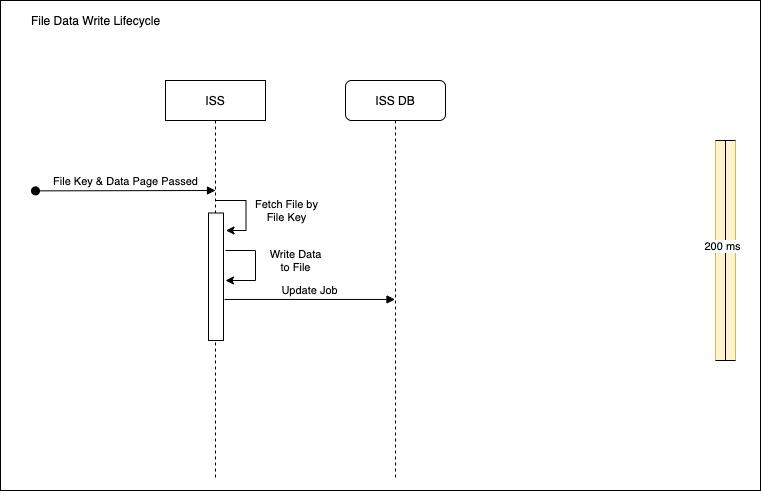 File Data Write Lifecycle
ISS
ISS DB
File Key & Data Page Passed
Fetch File by
File Key
Write Data
to File
200 ms
Update Job